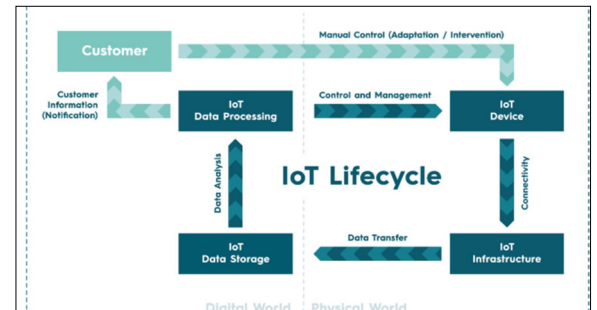 Manual Control (Adaptation / Intervention)
Customer
Customer
Information
(Notification)
IoT
Data Processing
Control and Management
IoT
Device
Data Analysis
IoT Lifecycle
Connectivity
IoT
Data Storage
Data Transfer
IoT
Infrastructure
Digital World
Physical World